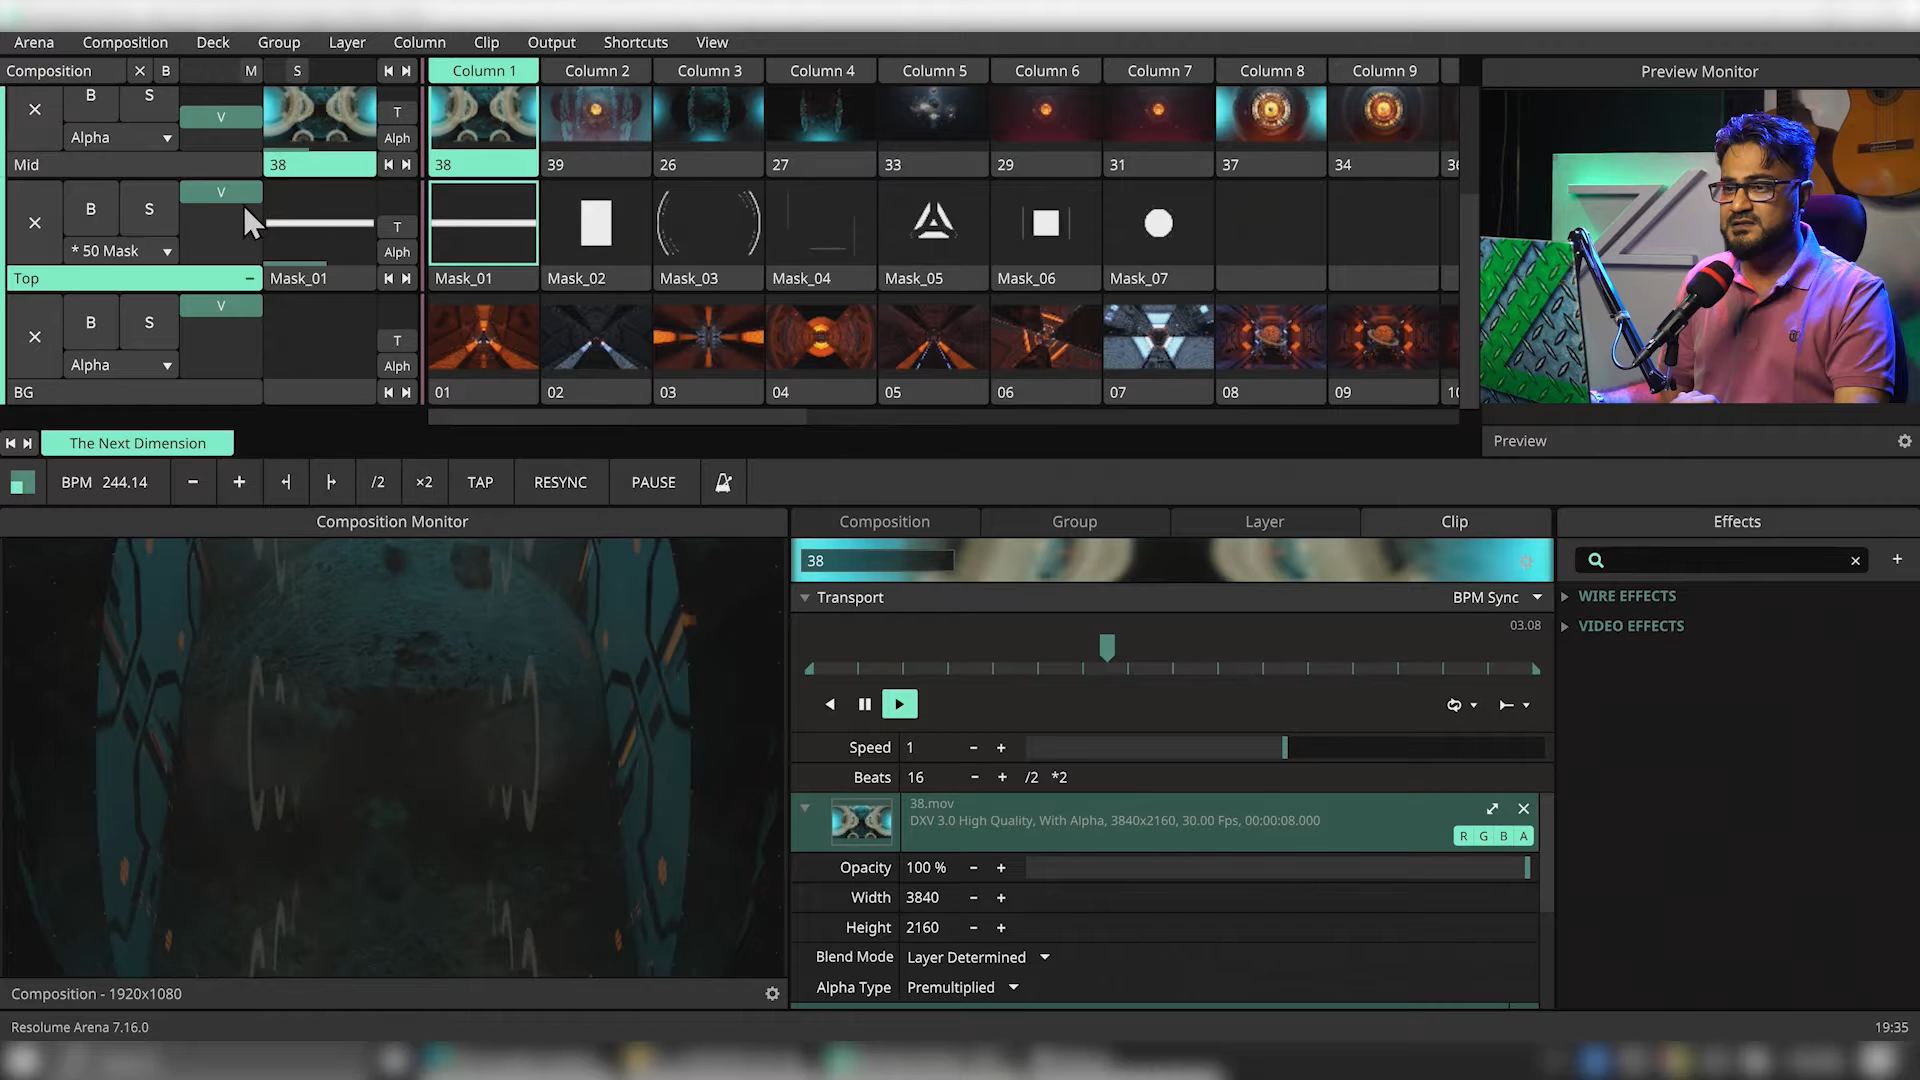 Arena Composition Deck Group Layer Column Clip Output Shortcuts View
Composition × B M S Column 1 Column 2 Column 3 Column 4 Column 5 Column 6 Column 7 Column 8 Column 9
Preview Monitor
B S V T
Alpha Alph
Mid 38 38 39 26 27 33 29 31 37 34
V
B S T
* 50 Mask Alph
Top Mask_01 Mask_01 Mask_02 Mask_03 Mask_04 Mask_05 Mask_06 Mask_07
V
B S T
Alpha Alph
BG 01 02 03 04 05 06 07 08 09
The Next Dimension
Preview
BPM 244.14 - + /2 ×2 TAP RESYNC PAUSE
Composition Monitor
Composition Group Layer Clip
Effects
38
Transport BPM Sync
03.08
WIRE EFFECTS
VIDEO EFFECTS
Speed 1 - +
Beats 16 - + /2 *2
38.mov
DXV 3.0 High Quality, With Alpha, 3840x2160, 30.00 Fps, 00:00:08.000
R G B A
Opacity 100 % - +
Width 3840 - +
Height 2160 - +
Blend Mode Layer Determined
Alpha Type Premultiplied
Composition - 1920x1080
Resolume Arena 7.16.0
19:35